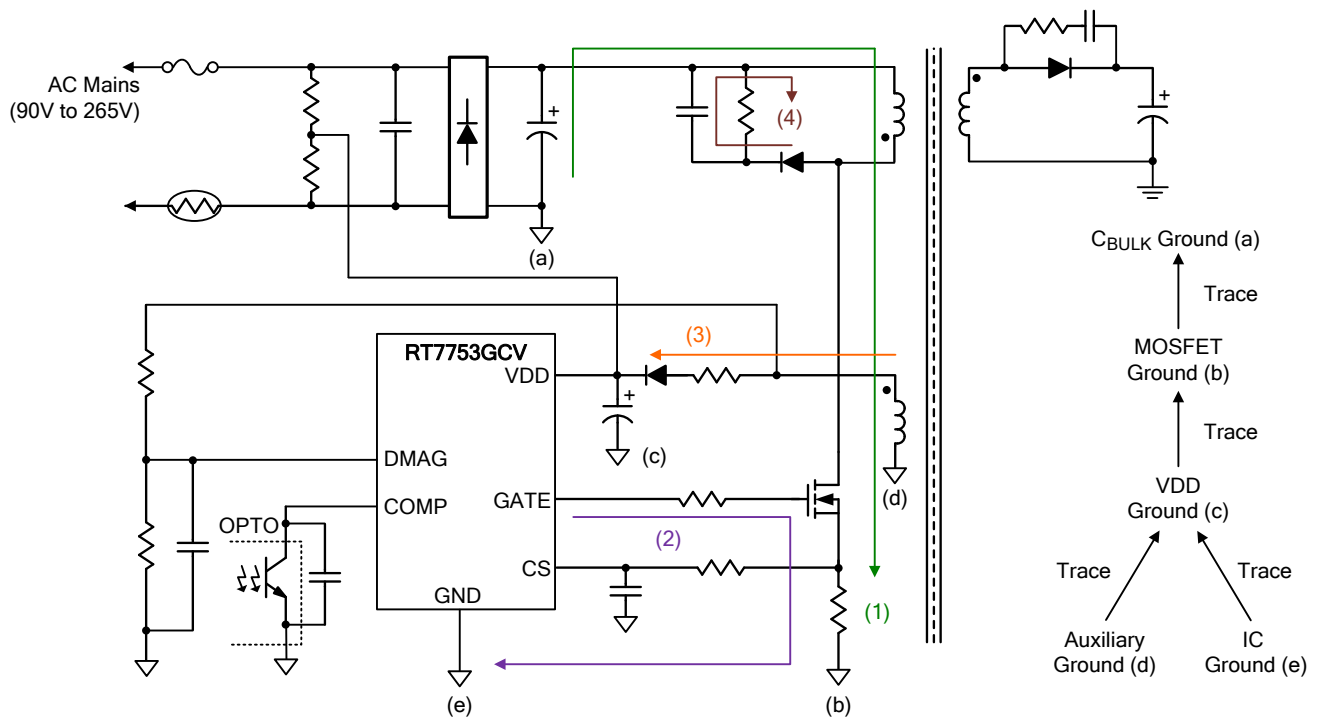 AC Mains
(90V to 265V)
+
(4)
+
(a)
+
C_BULK Ground (a)
Trace
MOSFET
Ground (b)
Trace
VDD
Ground (c)
Trace
Trace
Auxiliary
Ground (d)
IC
Ground (e)
RT7753GCV
VDD
(3)
+
(c)
(d)
DMAG
COMP
GATE
OPTO
(2)
CS
GND
(1)
(e)
(b)